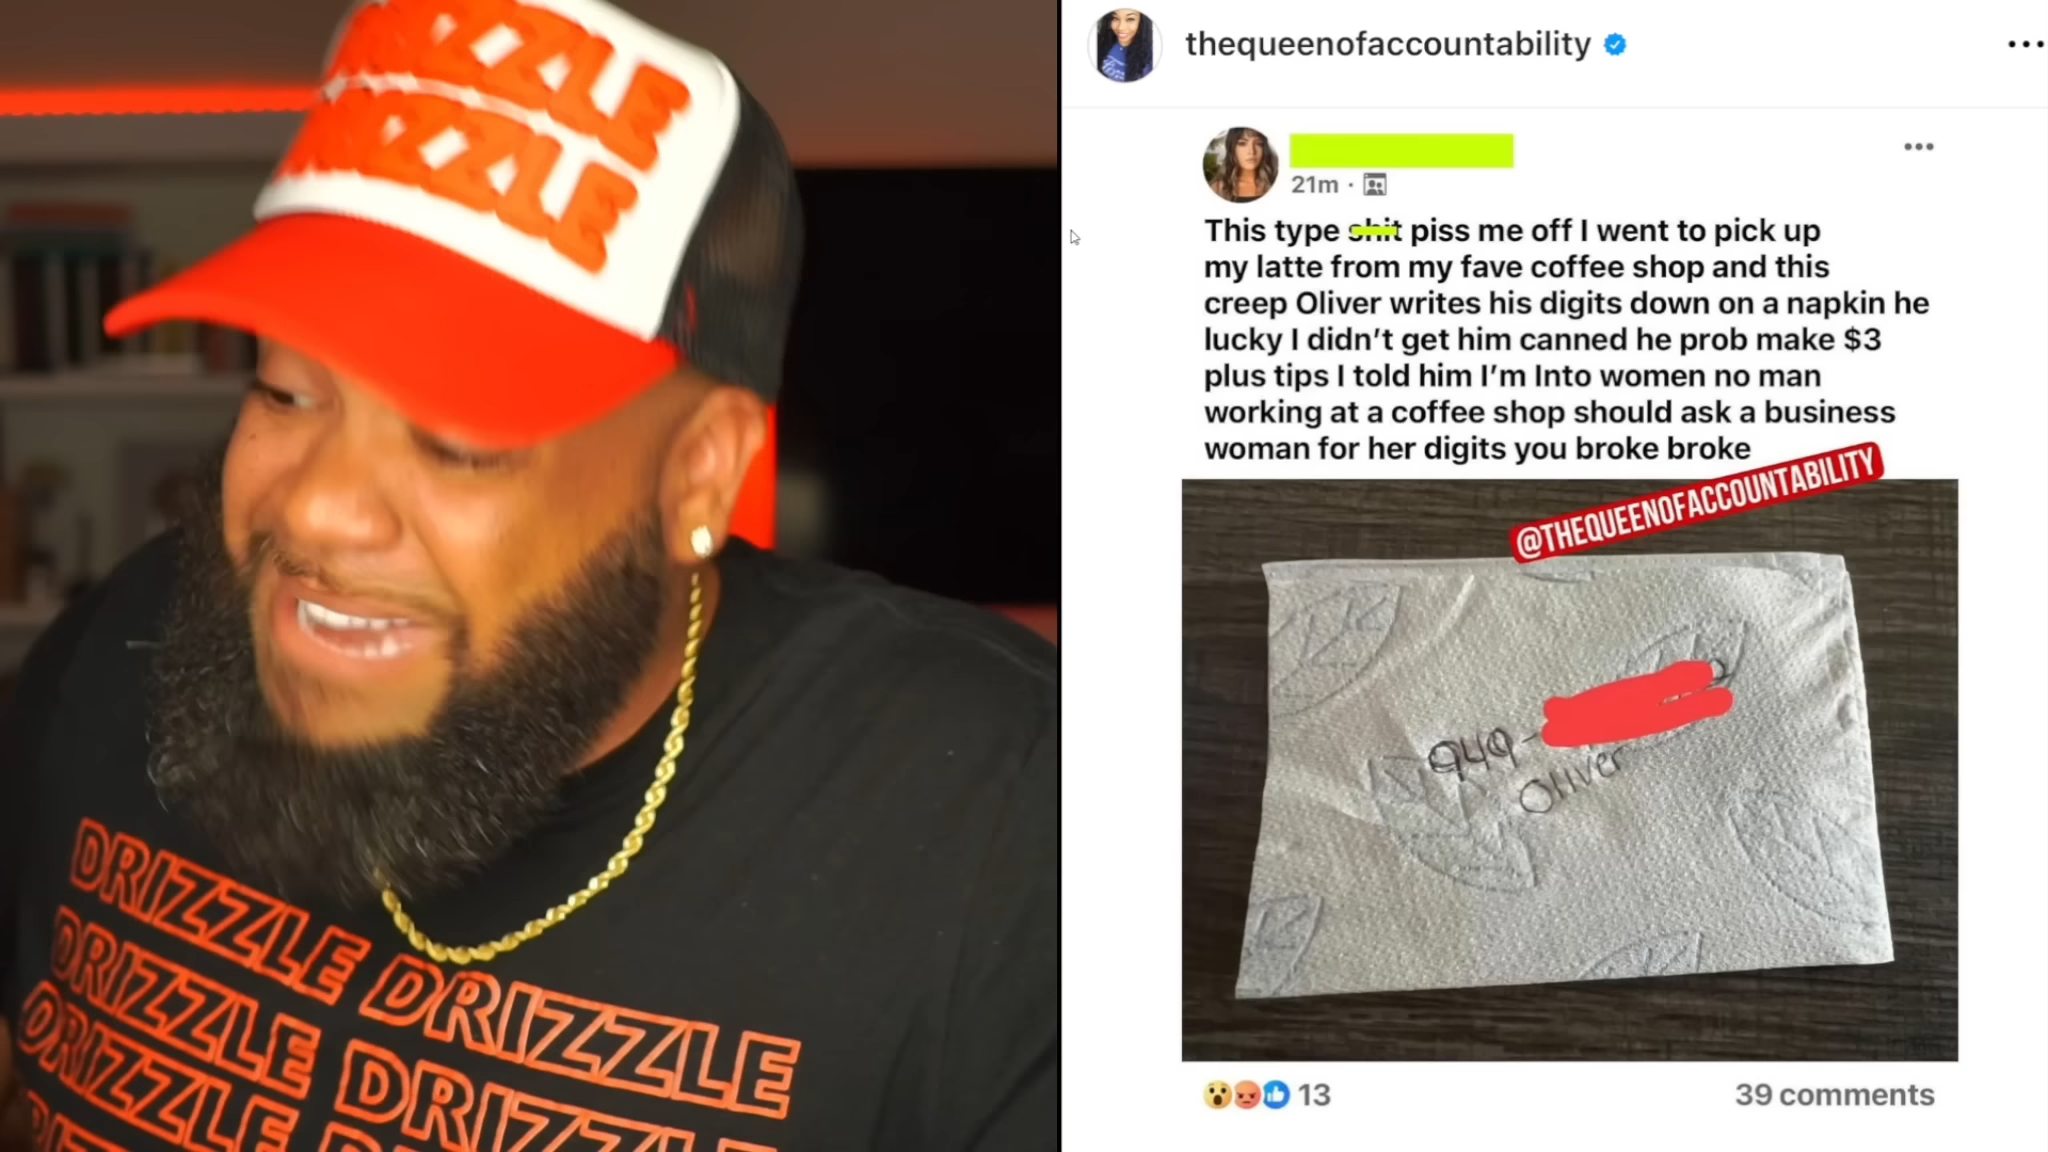 DRIZZLE
DRIZZLE
DRIZZLE DRIZZLE
DRIZZLE DRIZZLE
DRIZZLE
thequeenofaccountability
21m
This type shit piss me off I went to pick up
my latte from my fave coffee shop and this
creep Oliver writes his digits down on a napkin he
lucky I didn't get him canned he prob make $3
plus tips I told him I'm Into women no man
working at a coffee shop should ask a business
woman for her digits you broke broke
@THEQUEENOFACCOUNTABILITY
949-
Oliver
13
39 comments